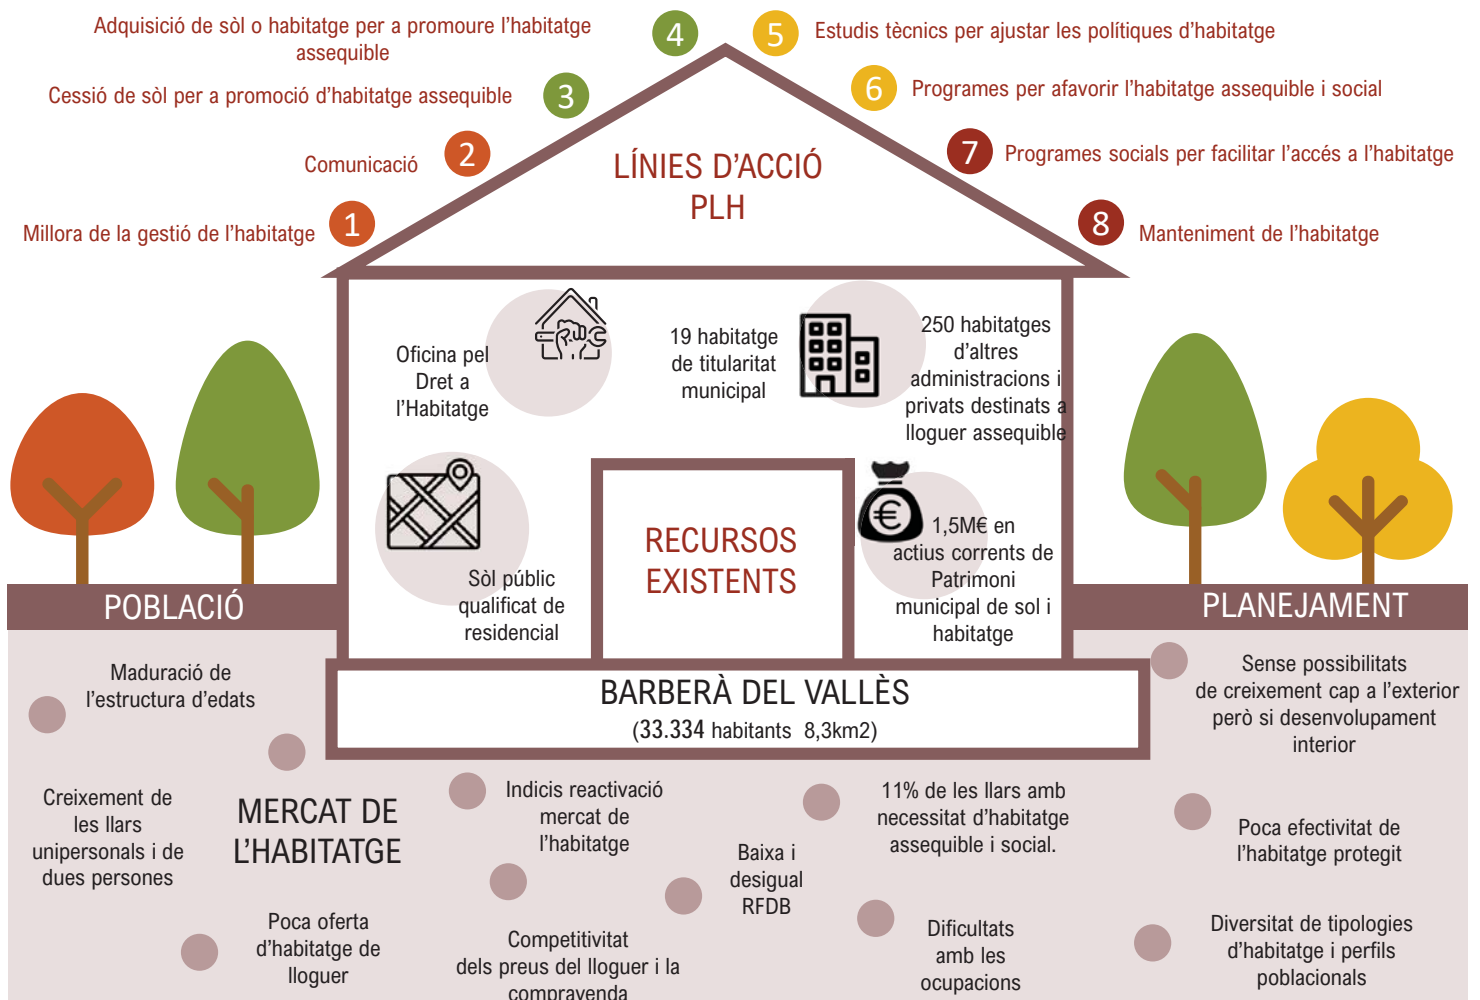 Adquisició de sòl o habitatge per a promoure l'habitatge
assequible
4
5
Estudis tècnics per ajustar les polítiques d'habitatge
Cessió de sòl per a promoció d'habitatge assequible
3
6
Programes per afavorir l'habitatge assequible i social
Comunicació
2
7
Programes socials per facilitar l'accés a l'habitatge
Millora de la gestió de l'habitatge
1
8
Manteniment de l'habitatge
LÍNIES D'ACCIÓ
PLH
Oficina pel
Dret a
l'Habitatge
19 habitatge
de titularitat
municipal
250 habitatges
d'altres
administracions i
privats destinats a
lloguer assequible
Sòl públic
qualificat de
residencial
RECURSOS
EXISTENTS
€
1,5M€ en
actius corrents de
Patrimoni
municipal de sol i
habitatge
POBLACIÓ
PLANEJAMENT
BARBERÀ DEL VALLÈS
(33.334 habitants 8,3km2)
Maduració de
l'estructura d'edats
Creixement de
les llars
unipersonals i de
dues persones
MERCAT DE
L'HABITATGE
Poca oferta
d'habitatge de
lloguer
Indicis reactivació
mercat de
l'habitatge
Competitivitat
dels preus del lloguer i la
compravenda
Baixa i
desigual
RFDB
11% de les llars amb
necessitat d'habitatge
assequible i social.
Dificultats
amb les
ocupacions
Sense possibilitats
de creixement cap a l'exterior
però si desenvolupament
interior
Poca efectivitat de
l'habitatge protegit
Diversitat de tipologies
d'habitatge i perfils
poblacionals